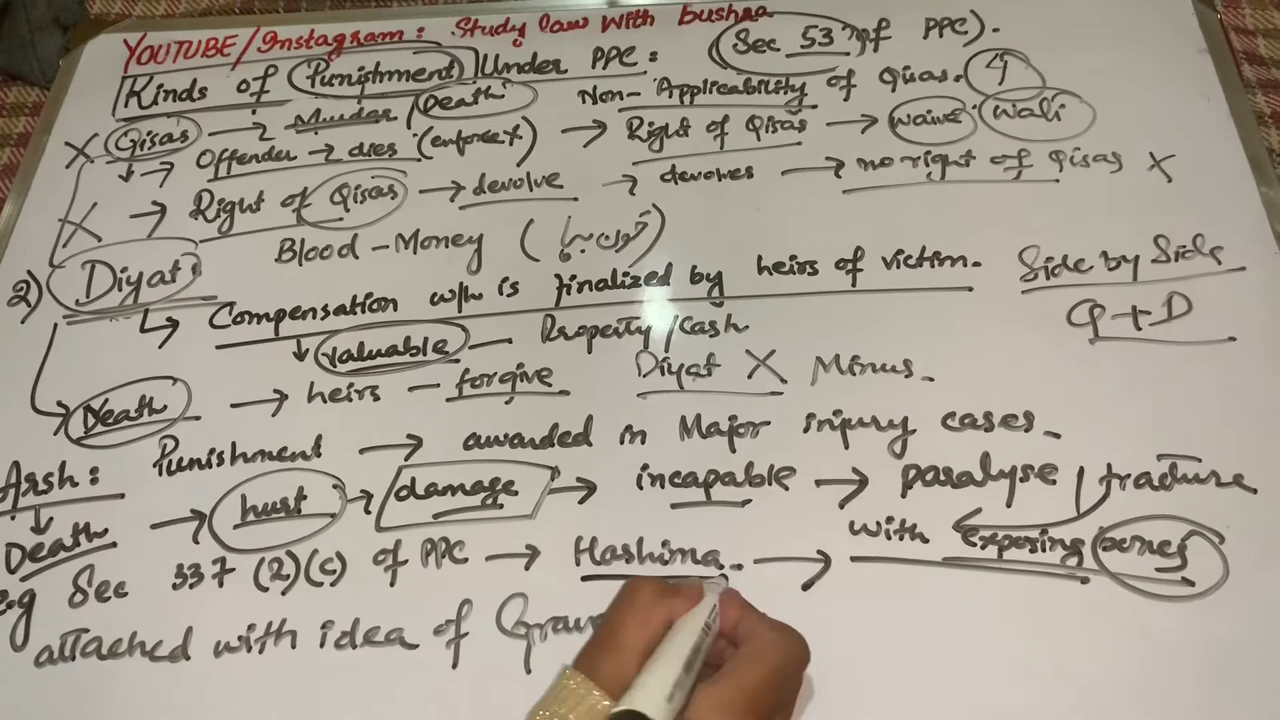 YOUTUBE/Instagram: Study law with bushra
Kinds of Punishment Under PPC: (Sec 53 of PPC).
Qisas → Murder / Death Non-Applicability of Qisas. 4
→ Offender → dies (enforce X) → Right of Qisas → waive Wali
X → Right of Qisas → devolve → devolves → no right of Qisas X
Blood-Money (خون بہا)
2) Diyat:
↳ Compensation w/h is finalized by heirs of victim. Side by Side
↓ valuable — Property/Cash Q+D
Death → heirs – forgive Diyat X Minus.
Arsh: Punishment → awarded in Major injury cases.
Death → hurt → damage → incapable → paralyse / fracture
e.g Sec 337 (2)(c) of PPC → Hashima. → with exposing bones
attached with idea of